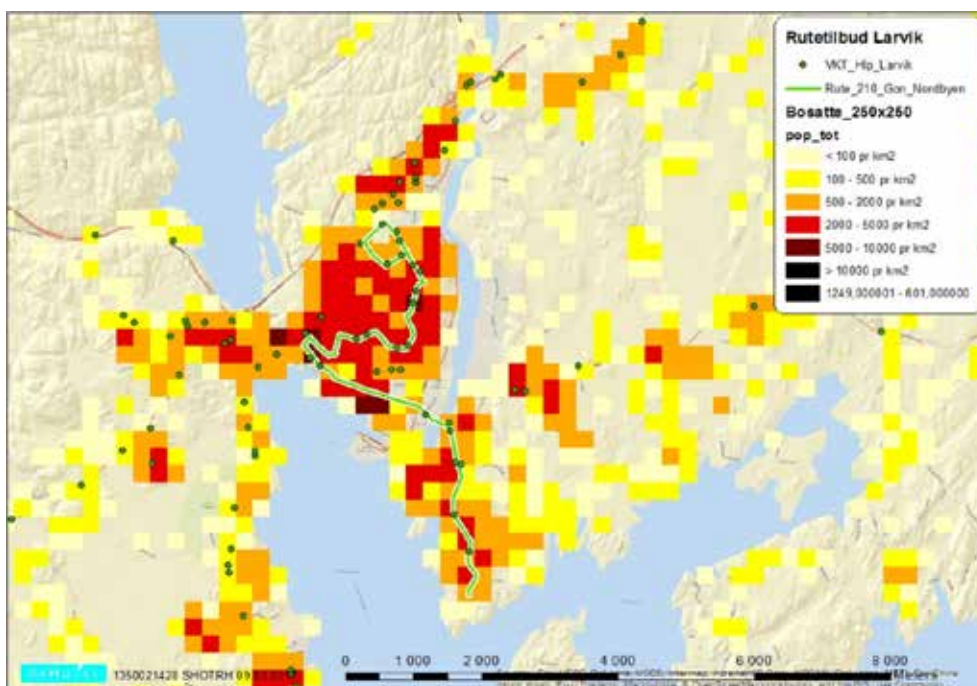 Rutetilbud Larvik
VKT_Hlp_Larvik
Rute_210_Gon_Nordbyen
Bosatte_250x250
pop_tot
< 100 pr km2
100 - 500 pr km2
500 - 2000 pr km2
2000 - 5000 pr km2
5000 - 10000 pr km2
> 10000 pr km2
1249,000001 - 601,000000
0 1 000 2 000 4 000 6 000 8 000
1350021428 SHOTRH
Meters